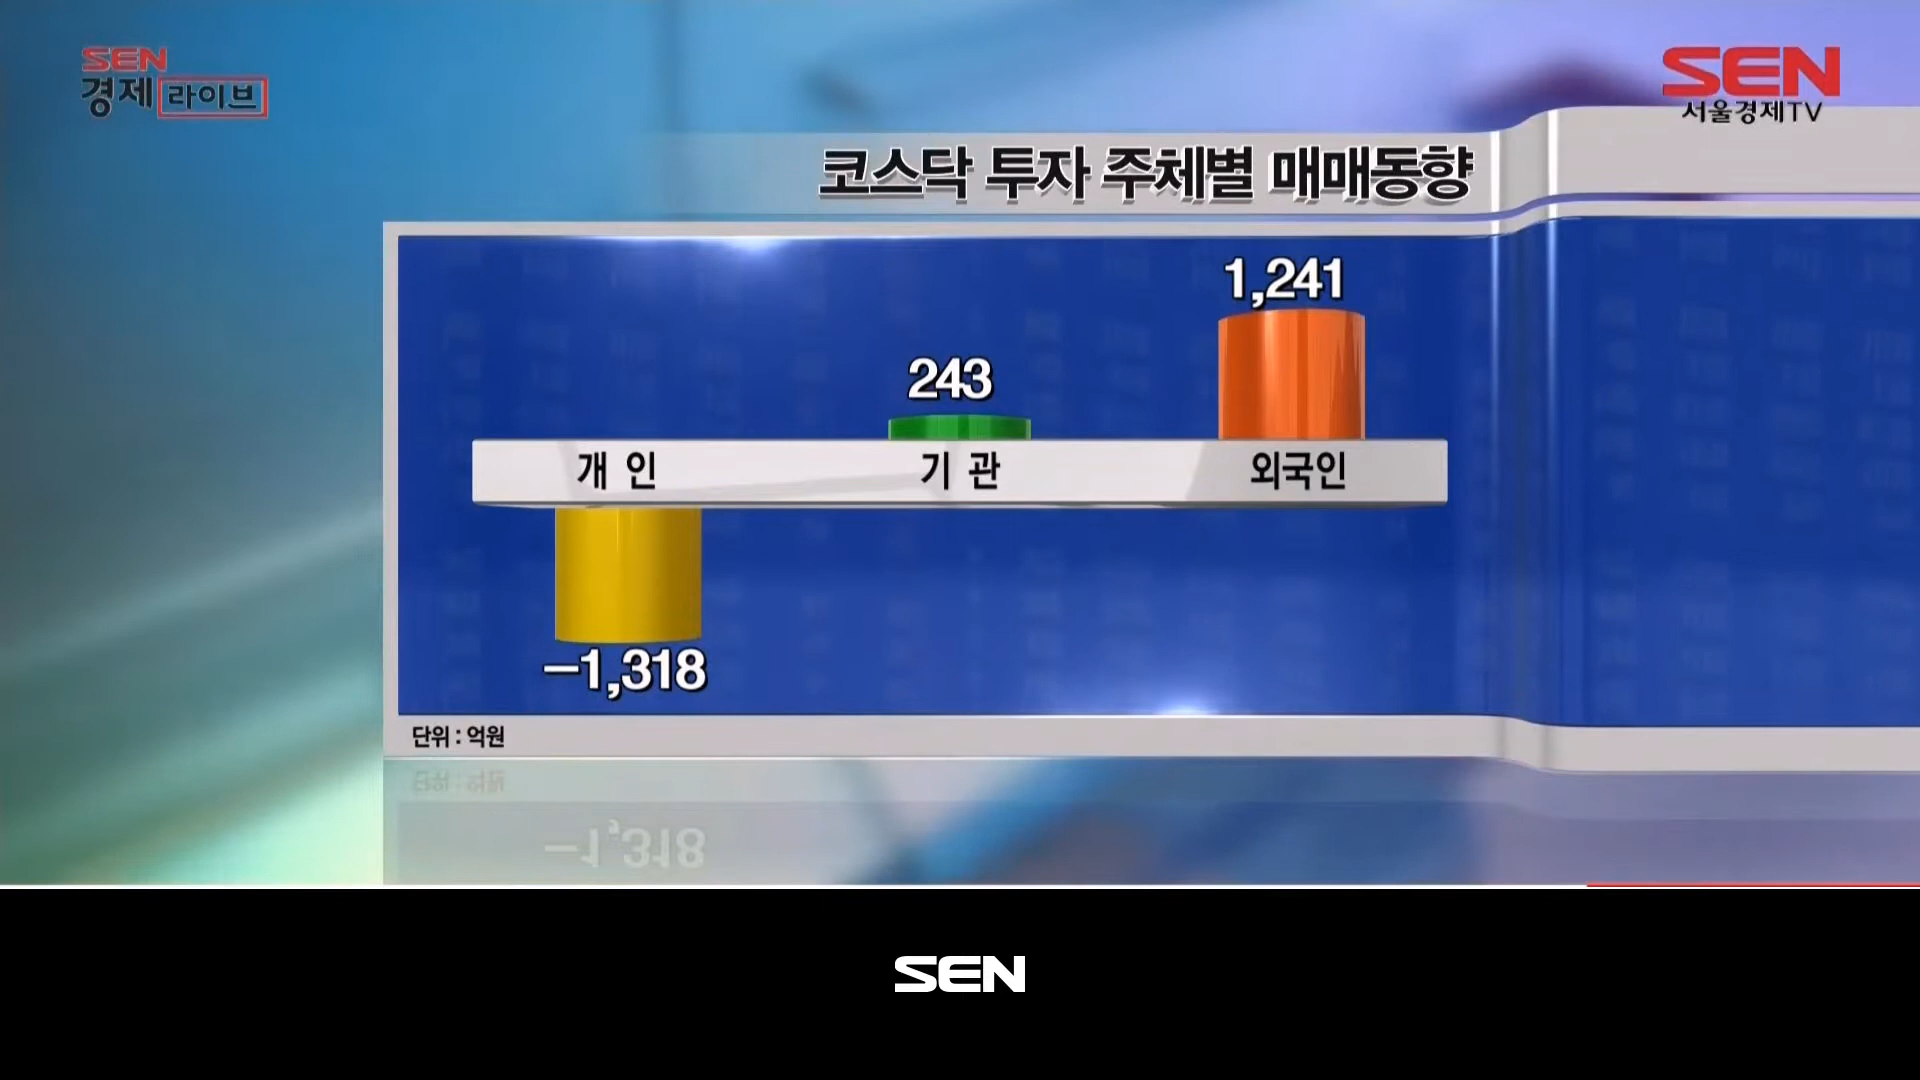 SEN
경제 라이브
SEN
서울경제TV
코스닥 투자 주체별 매매동향
1,241
243
개 인
기 관
외국인
−1,318
단위 : 억원
SEN